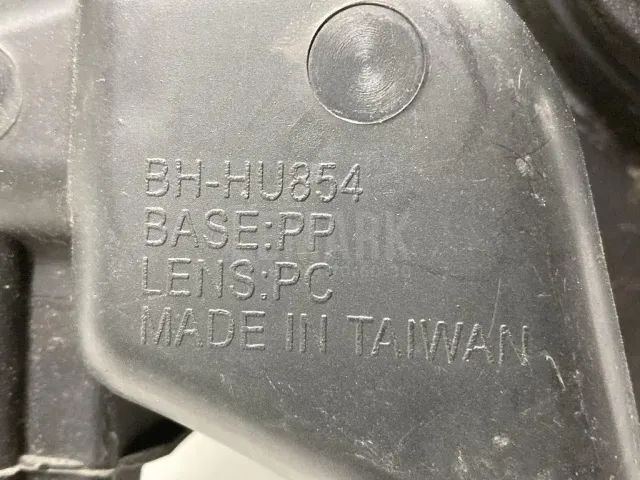 BH-HU854
BASE:PP
LENS:PC
MADE IN TAIWAN